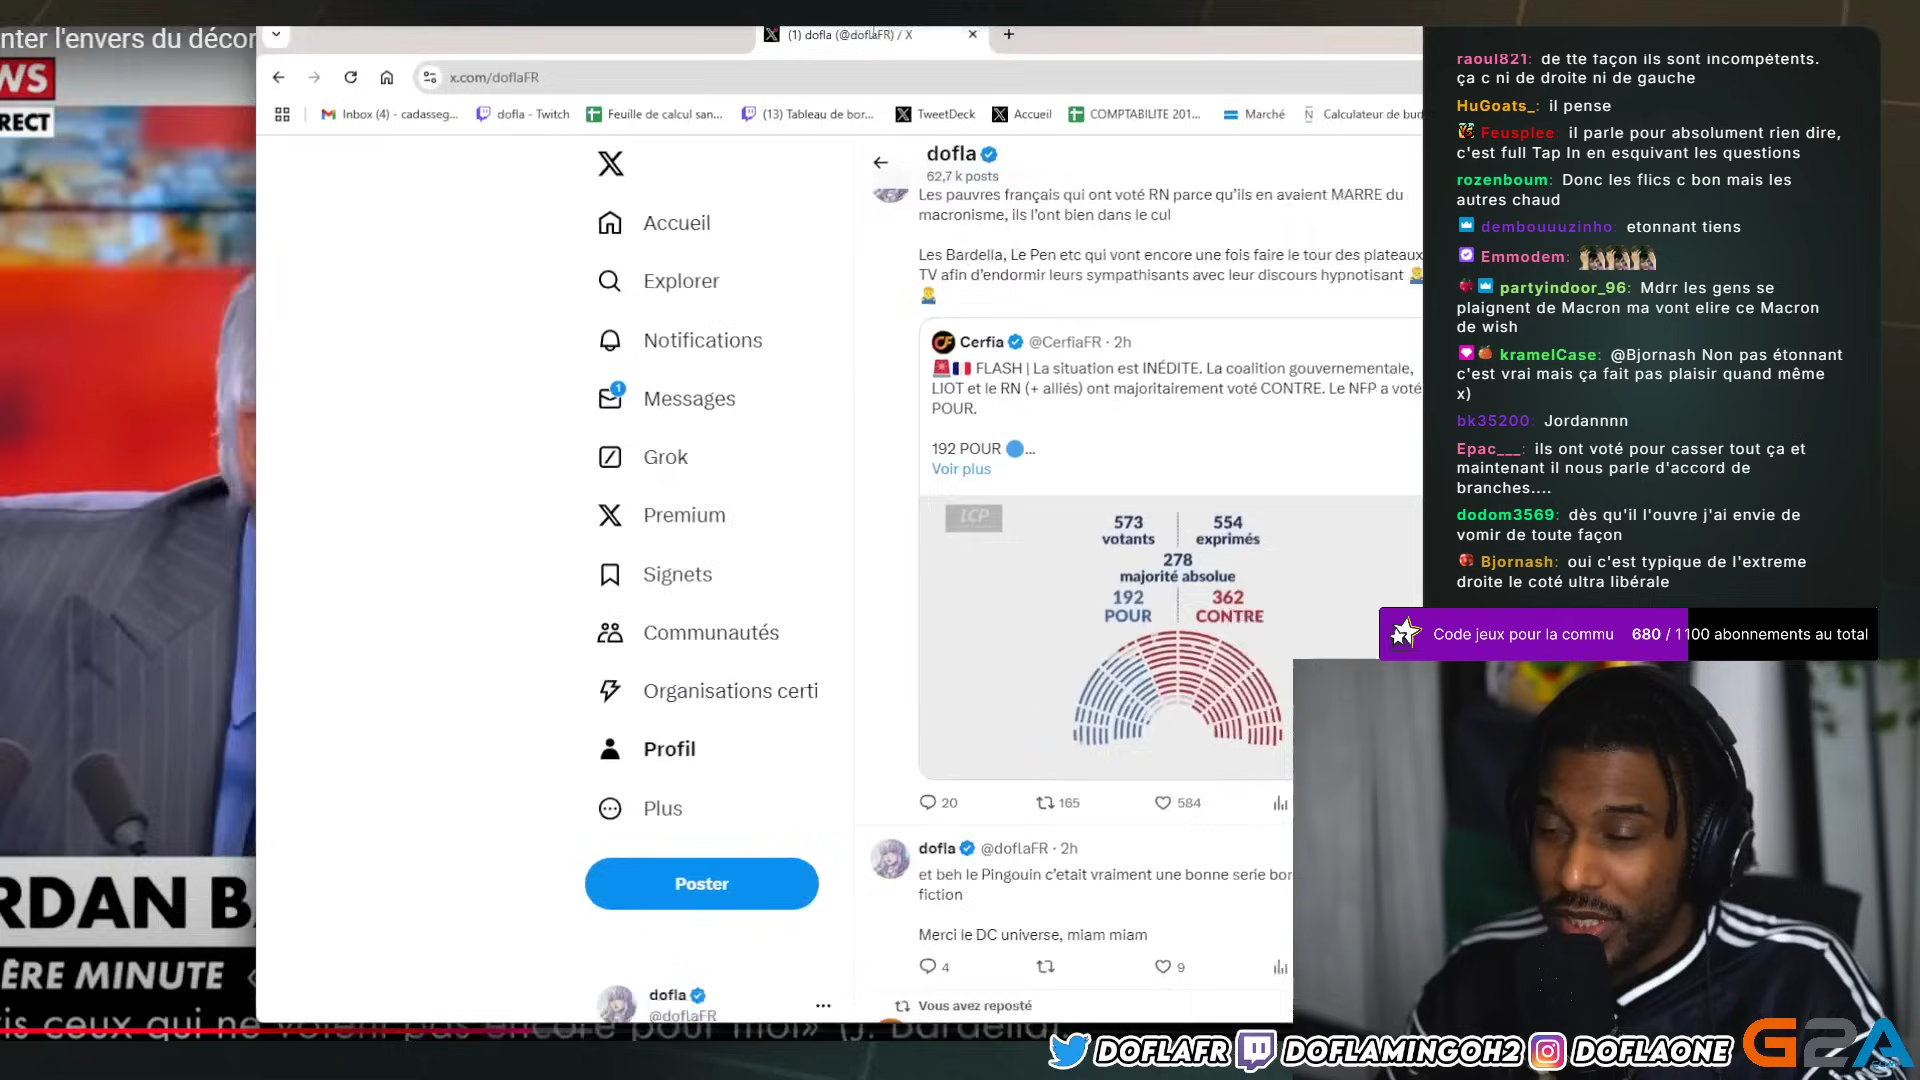 nter l'envers du décor
WS
RECT
RDAN B
ÈRE MINUTE «
is ceux qui ne voient pas encore pour moi» (J. Bardella)
(1) dofla (@doflaFR) / X
x.com/doflaFR
Inbox (4) - cadasseg...
dofla - Twitch
Feuille de calcul san...
(13) Tableau de bor...
TweetDeck
Accueil
COMPTABILITE 201...
Marché
Calculateur de bud
Accueil
Explorer
Notifications
1
Messages
Grok
Premium
Signets
Communautés
Organisations certi
Profil
Plus
Poster
dofla
@doflaFR
dofla
62,7 k posts
Les pauvres français qui ont voté RN parce qu'ils en avaient MARRE du
macronisme, ils l'ont bien dans le cul
Les Bardella, Le Pen etc qui vont encore une fois faire le tour des plateaux
TV afin d'endormir leurs sympathisants avec leur discours hypnotisant 🤷‍♂️
🤷‍♂️
CF Cerfia @CerfiaFR · 2h
🚨🇫🇷 FLASH | La situation est INÉDITE. La coalition gouvernementale,
LIOT et le RN (+ alliés) ont majoritairement voté CONTRE. Le NFP a voté
POUR.
192 POUR 🔵...
Voir plus
LCP
573 554
votants exprimés
278
majorité absolue
192 362
POUR CONTRE
20 165 584
dofla @doflaFR · 2h
et beh le Pingouin c'etait vraiment une bonne serie bor
fiction
Merci le DC universe, miam miam
4 9
Vous avez reposté
raoul821: de tte façon ils sont incompétents.
ça c ni de droite ni de gauche
HuGoats_: il pense
Feusplee: il parle pour absolument rien dire,
c'est full Tap In en esquivant les questions
rozenboum: Donc les flics c bon mais les
autres chaud
dembouuuzinho: etonnant tiens
Emmodem:
partyindoor_96: Mdrr les gens se
plaignent de Macron ma vont elire ce Macron
de wish
kramelCase: @Bjornash Non pas étonnant
c'est vrai mais ça fait pas plaisir quand même
x)
bk35200: Jordannnn
Epac___: ils ont voté pour casser tout ça et
maintenant il nous parle d'accord de
branches....
dodom3569: dès qu'il l'ouvre j'ai envie de
vomir de toute façon
Bjornash: oui c'est typique de l'extreme
droite le coté ultra libérale
Code jeux pour la commu 680 / 1100 abonnements au total
DOFLAFR DOFLAMINGOH2 DOFLAONE
G2A